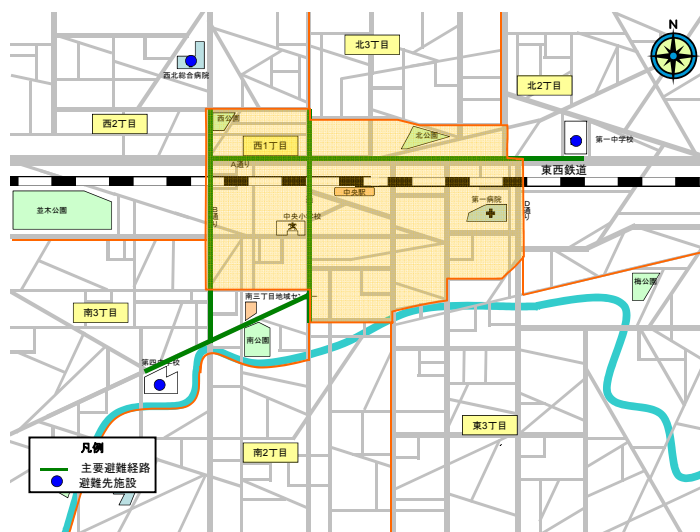 N
北3丁目
西北総合病院
北2丁目
西2丁目
西公園
北公園
第一中学校
西1丁目
A通り
東西鉄道
中央駅
並木公園
第一病院
B通り
中央小学校
D通り
梅公園
南三丁目地域セ
ー
南3丁目
南公園
第四中学校
東3丁目
南2丁目
凡例
主要避難経路
避難先施設